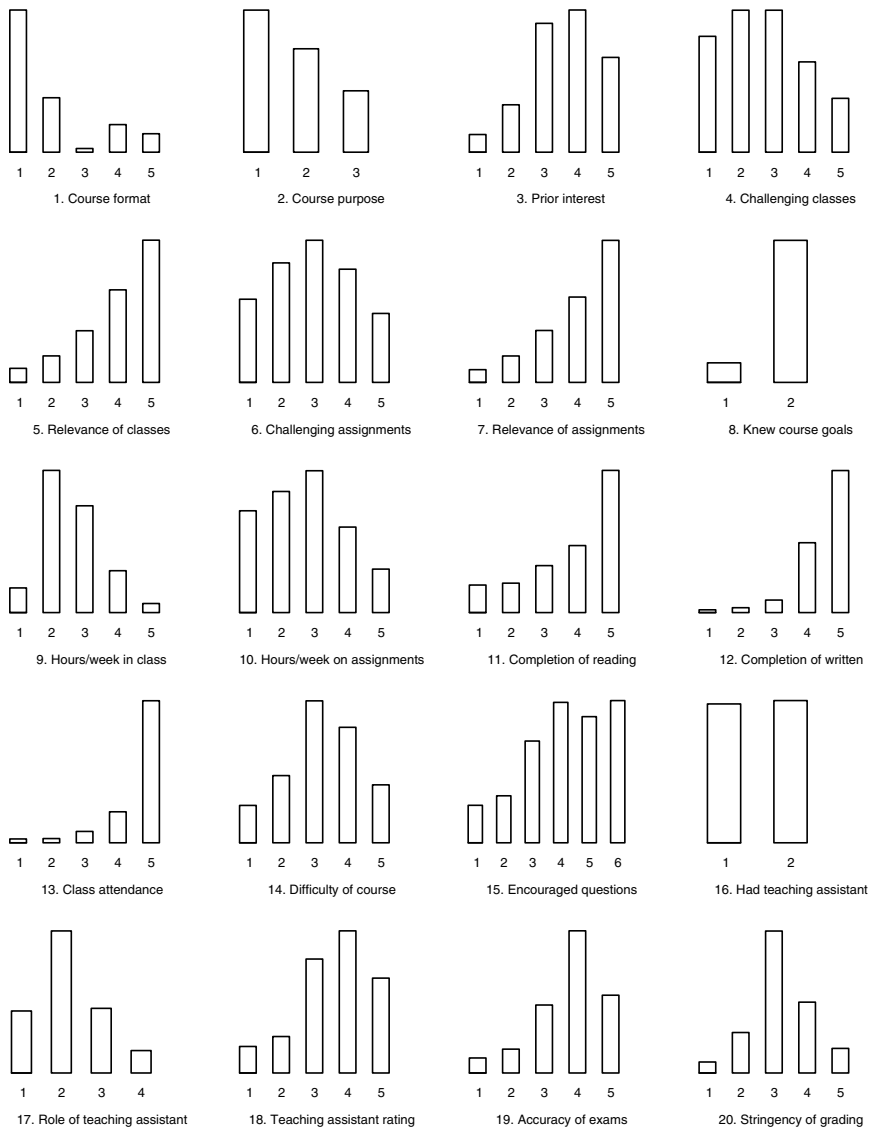 1 2 3 4 5
1. Course format
1 2 3
2. Course purpose
1 2 3 4 5
3. Prior interest
1 2 3 4 5
4. Challenging classes
1 2 3 4 5
5. Relevance of classes
1 2 3 4 5
6. Challenging assignments
1 2 3 4 5
7. Relevance of assignments
1 2
8. Knew course goals
1 2 3 4 5
9. Hours/week in class
1 2 3 4 5
10. Hours/week on assignments
1 2 3 4 5
11. Completion of reading
1 2 3 4 5
12. Completion of written
1 2 3 4 5
13. Class attendance
1 2 3 4 5
14. Difficulty of course
1 2 3 4 5 6
15. Encouraged questions
1 2
16. Had teaching assistant
1 2 3 4
17. Role of teaching assistant
1 2 3 4 5
18. Teaching assistant rating
1 2 3 4 5
19. Accuracy of exams
1 2 3 4 5
20. Stringency of grading